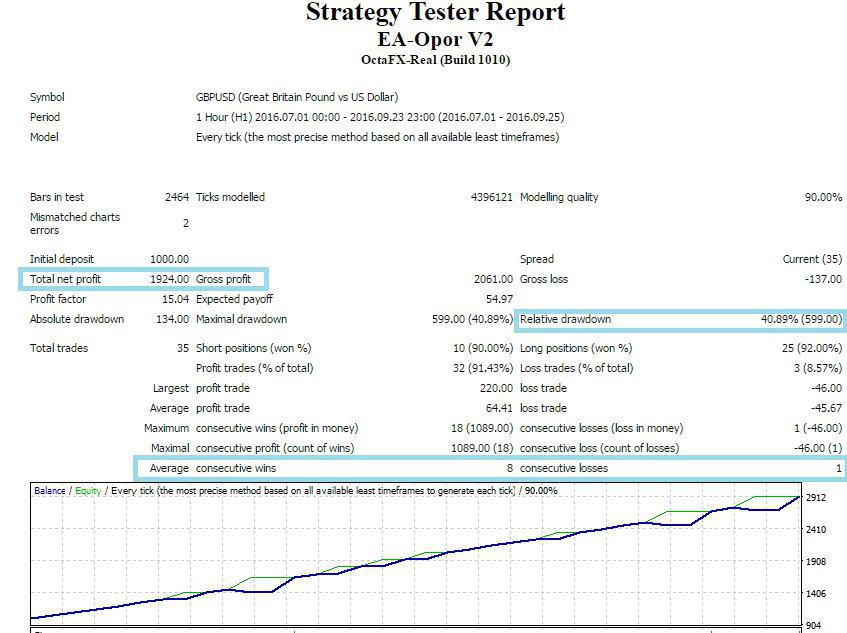 Strategy Tester Report
EA-Opor V2
OctaFX-Real (Build 1010)
Symbol GBPUSD (Great Britain Pound vs US Dollar)
Period 1 Hour (H1) 2016.07.01 00:00 - 2016.09.23 23:00 (2016.07.01 - 2016.09.25)
Model Every tick (the most precise method based on all available least timeframes)
Bars in test 2464 Ticks modelled 4396121 Modelling quality 90.00%
Mismatched charts
errors 2
Initial deposit 1000.00 Spread Current (35)
Total net profit 1924.00 Gross profit 2061.00 Gross loss -137.00
Profit factor 15.04 Expected payoff 54.97
Absolute drawdown 134.00 Maximal drawdown 599.00 (40.89%) Relative drawdown 40.89% (599.00)
Total trades 35 Short positions (won %) 10 (90.00%) Long positions (won %) 25 (92.00%)
Profit trades (% of total) 32 (91.43%) Loss trades (% of total) 3 (8.57%)
Largest profit trade 220.00 loss trade -46.00
Average profit trade 64.41 loss trade -45.67
Maximum consecutive wins (profit in money) 18 (1089.00) consecutive losses (loss in money) 1 (-46.00)
Maximal consecutive profit (count of wins) 1089.00 (18) consecutive loss (count of losses) -46.00 (1)
Average consecutive wins 8 consecutive losses 1
Balance / Equity / Every tick (the most precise method based on all available least timeframes to generate each tick) / 90.00%
2912
2410
1908
1406
904